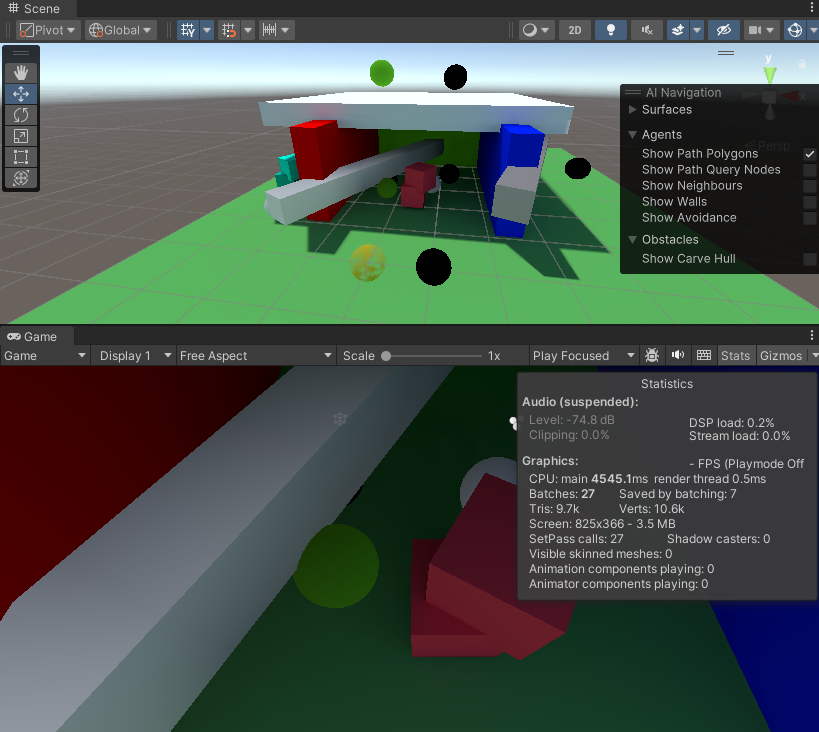 Scene
Pivot
Global
2D
y
x
Persp
AI Navigation
Surfaces
Agents
Show Path Polygons
Show Path Query Nodes
Show Neighbours
Show Walls
Show Avoidance
Obstacles
Show Carve Hull
Game
Game Display 1 Free Aspect Scale 1x Play Focused Stats Gizmos
Statistics
Audio (suspended):
Level: -74.8 dB DSP load: 0.2%
Clipping: 0.0% Stream load: 0.0%
Graphics: - FPS (Playmode Off
CPU: main 4545.1ms render thread 0.5ms
Batches: 27 Saved by batching: 7
Tris: 9.7k Verts: 10.6k
Screen: 825x366 - 3.5 MB
SetPass calls: 27 Shadow casters: 0
Visible skinned meshes: 0
Animation components playing: 0
Animator components playing: 0